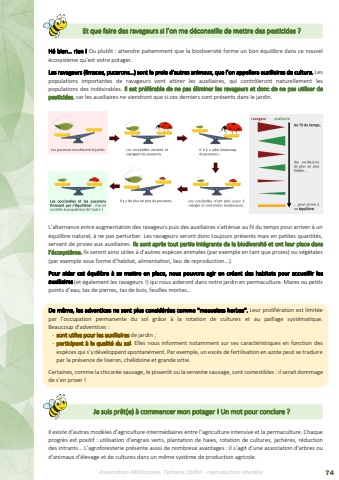 Et que faire des ravageurs si l'on me déconseille de mettre des pesticides ?
Hé bien... rien ! Ou plutôt : attendre patiemment que la biodiversité forme un bon équilibre dans ce nouvel
écosystème qu'est votre potager.
Les ravageurs (limaces, pucerons...) sont la proie d'autres animaux, que l'on appellera auxiliaires de culture. Les
populations importantes de ravageurs vont attirer les auxiliaires, qui contrôleront naturellement les
populations des indésirables. Il est préférable de ne pas éliminer les ravageurs et donc de ne pas utiliser de
pesticides, car les auxiliaires ne viendront que si ces derniers sont présents dans le jardin.
ravageur auxiliaire
Au fil du temps...
Les pucerons envahissent le jardin.
Les coccinelles arrivent et
mangent les pucerons.
Il n'y a plus beaucoup
de pucerons.
des oscillations
de plus en plus
faibles...
Les coccinelles et les pucerons
finissent par s'équilibrer : chacun
contrôle la population de l'autre !
Il y a de plus en plus de pucerons.
Les coccinelles n'ont plus assez à
manger et sont moins nombreuses.
... pour arriver à
un équilibre.
L'alternance entre augmentation des ravageurs puis des auxiliaires s'atténue au fil du temps pour arriver à un
équilibre naturel, à ne pas perturber. Les ravageurs seront donc toujours présents mais en petites quantités,
servant de proies aux auxiliaires. Ils sont après tout partie intégrante de la biodiversité et ont leur place dans
l'écosystème. Ils seront ainsi utiles à d'autres espèces animales (par exemple en tant que proies) ou végétales
(par exemple sous forme d'habitat, alimentation, lieu de reproduction...).
Pour aider cet équilibre à se mettre en place, nous pouvons agir en créant des habitats pour accueillir les
auxiliaires (et également les ravageurs !) qui nous aideront dans notre jardin en permaculture. Mares ou petits
points d'eau, tas de pierres, tas de bois, feuilles mortes...
De même, les adventices ne sont plus considérées comme "mauvaises herbes". Leur prolifération est limitée
par l'occupation permanente du sol grâce à la rotation de cultures et au paillage systématique.
Beaucoup d'adventices :
- sont utiles pour les auxiliaires de jardin ;
- participent à la qualité du sol. Elles nous informent notamment sur ses caractéristiques en fonction des
espèces qui s'y développent spontanément. Par exemple, un excès de fertilisation en azote peut se traduire
par la présence de liseron, chélidoine et grande ortie.
Certaines, comme la chicorée sauvage, le pissenlit ou la verveine sauvage, sont comestibles : il serait dommage
de s'en priver !
Je suis prêt(e) à commencer mon potager ! Un mot pour conclure ?
Il existe d'autres modèles d'agriculture intermédiaires entre l'agriculture intensive et la permaculture. Chaque
progrès est positif : utilisation d'engrais verts, plantation de haies, rotation de cultures, jachères, réduction
des intrants... L'agroforesterie présente aussi de nombreux avantages : il s'agit d'une association d'arbres ou
d'animaux d'élevage et de cultures dans un même système de production agricole.
74